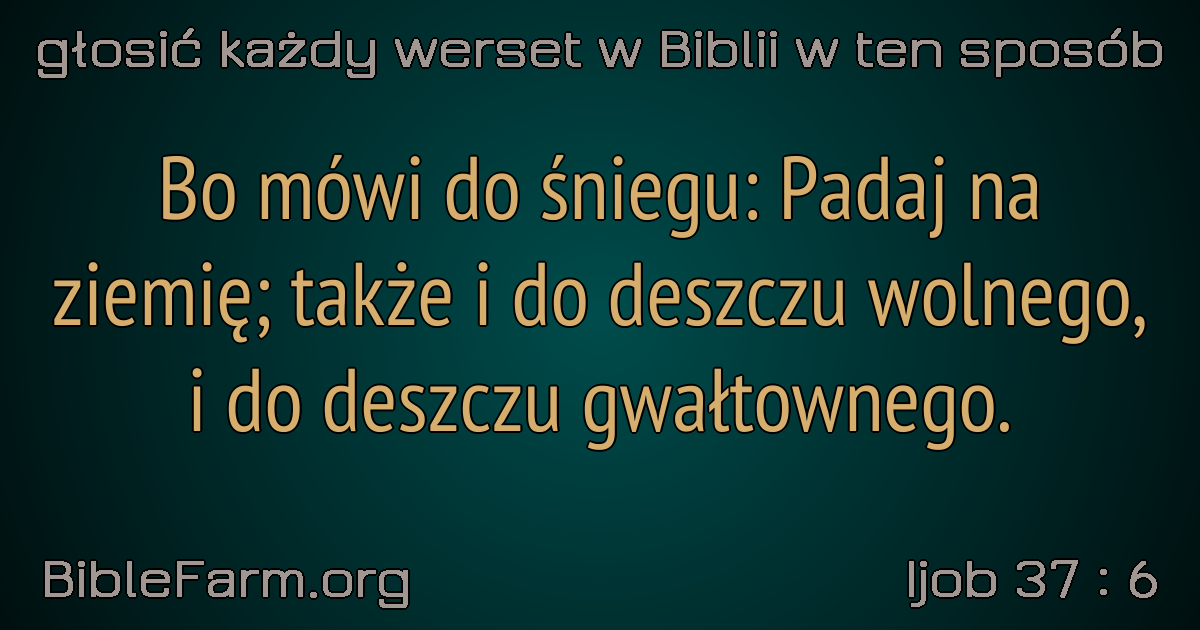 głosić każdy werset w Biblii w ten sposób
Bo mówi do śniegu: Padaj na
ziemię; także i do deszczu wolnego,
i do deszczu gwałtownego.
BibleFarm.org
Ijob 37 : 6